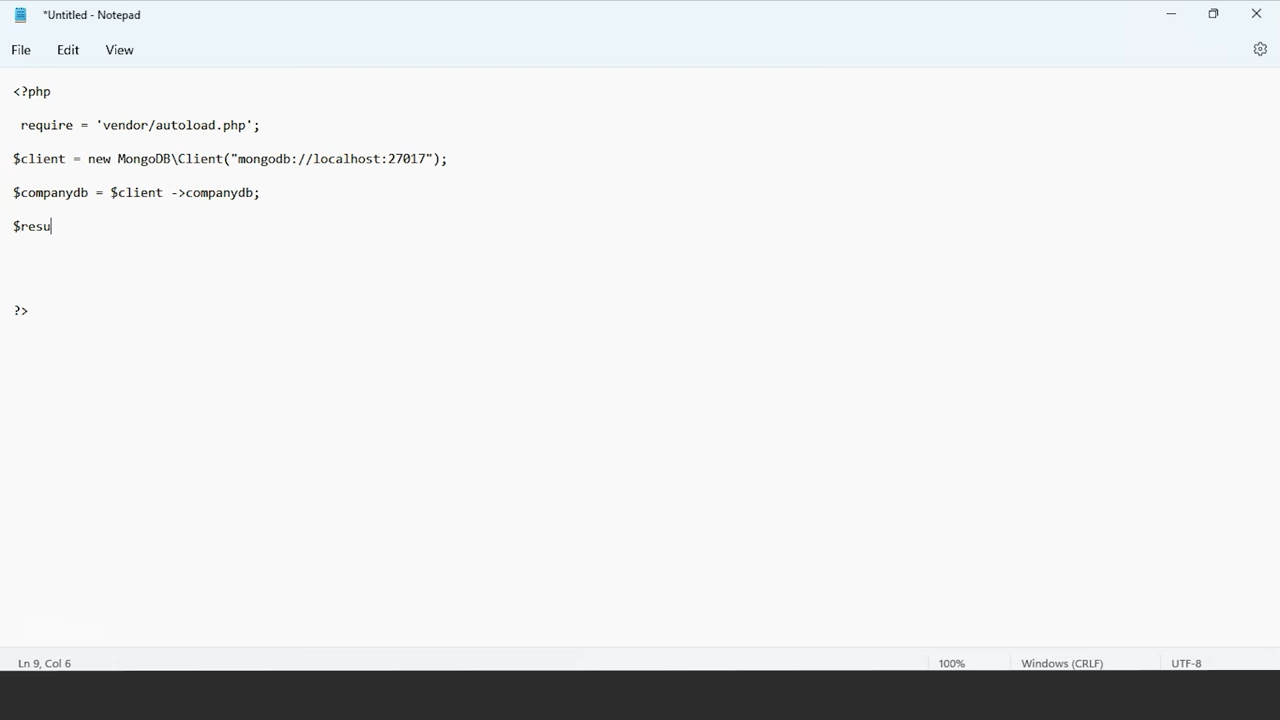 *Untitled - Notepad
File Edit View
<?php
require = 'vendor/autoload.php';
$client = new MongoDB\Client("mongodb://localhost:27017");
$companydb = $client ->companydb;
$resu
?>
Ln 9, Col 6 100% Windows (CRLF) UTF-8